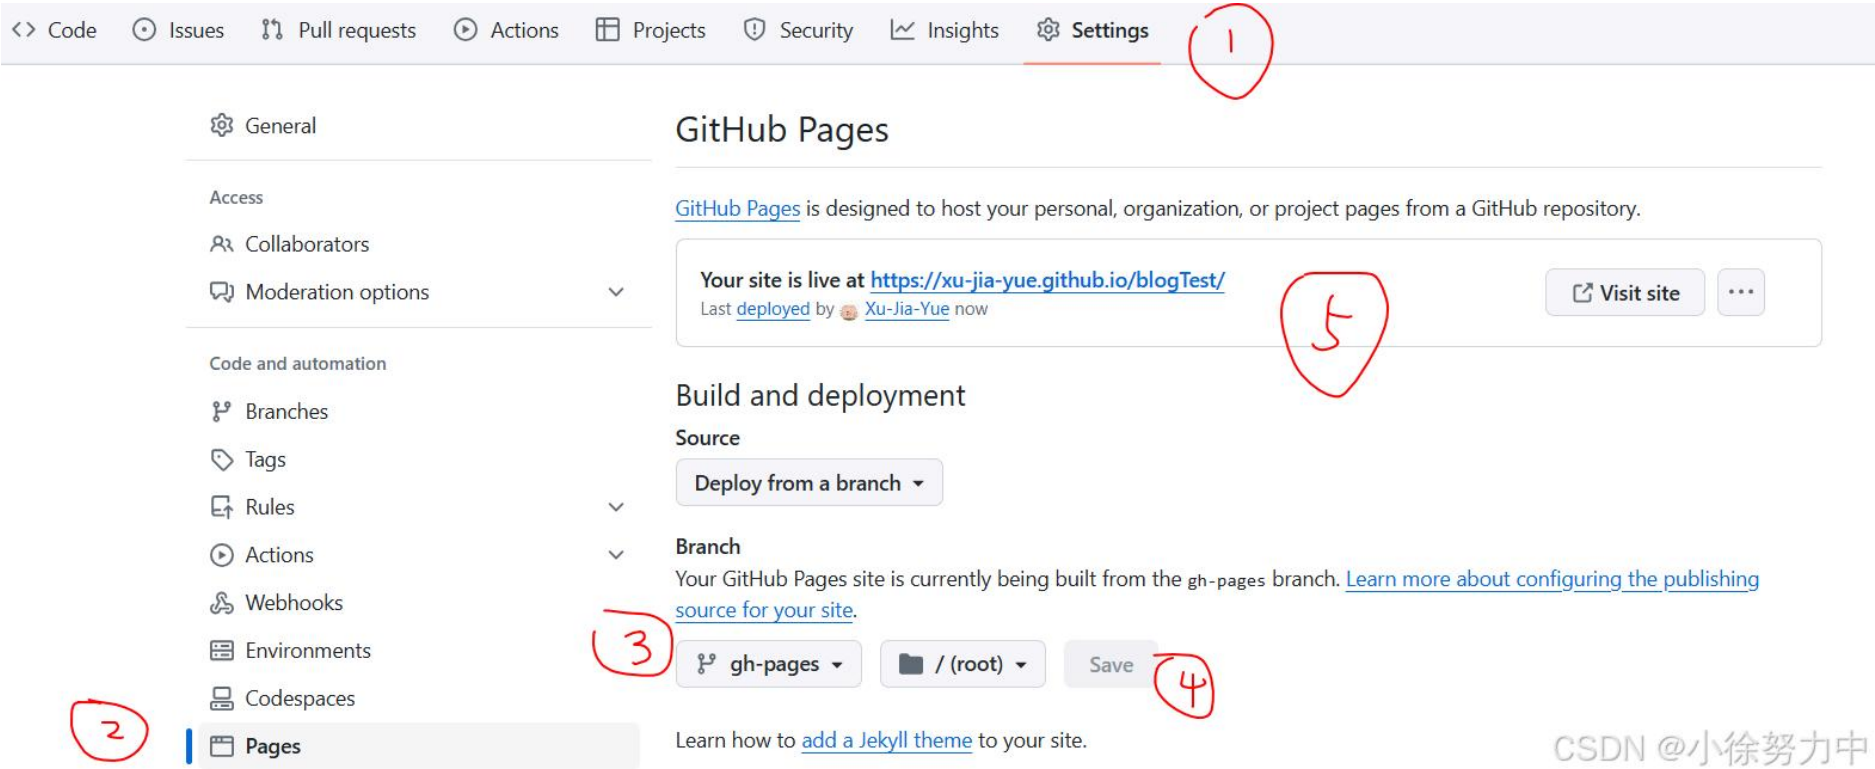 Code Issues Pull requests Actions Projects Security Insights Settings 1
General
Access
Collaborators
Moderation options
Code and automation
Branches
Tags
Rules
Actions
Webhooks
Environments
Codespaces
2 Pages
GitHub Pages
GitHub Pages is designed to host your personal, organization, or project pages from a GitHub repository.
Your site is live at https://xu-jia-yue.github.io/blogTest/
Last deployed by Xu-Jia-Yue now
5
Visit site ...
Build and deployment
Source
Deploy from a branch
Branch
Your GitHub Pages site is currently being built from the gh-pages branch. Learn more about configuring the publishing
source for your site.
3 gh-pages / (root) Save 4
Learn how to add a Jekyll theme to your site.
CSDN @小徐努力中